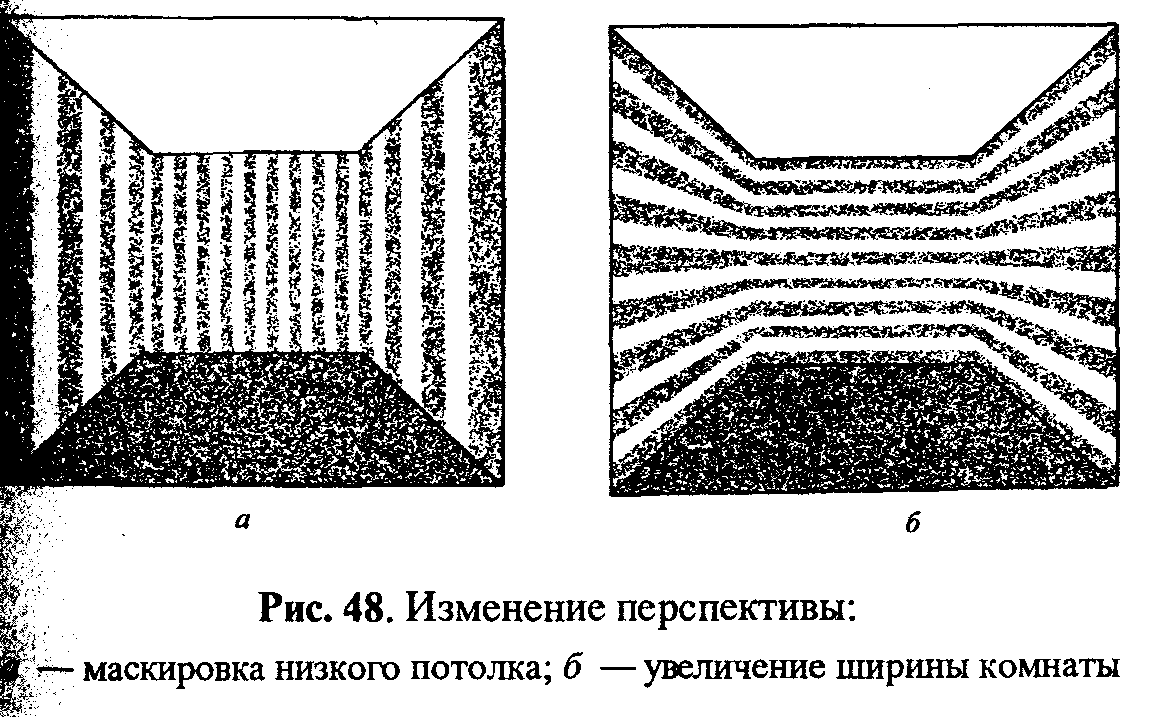 а б
Рис. 48. Изменение перспективы:
— маскировка низкого потолка; б — увеличение ширины комнаты